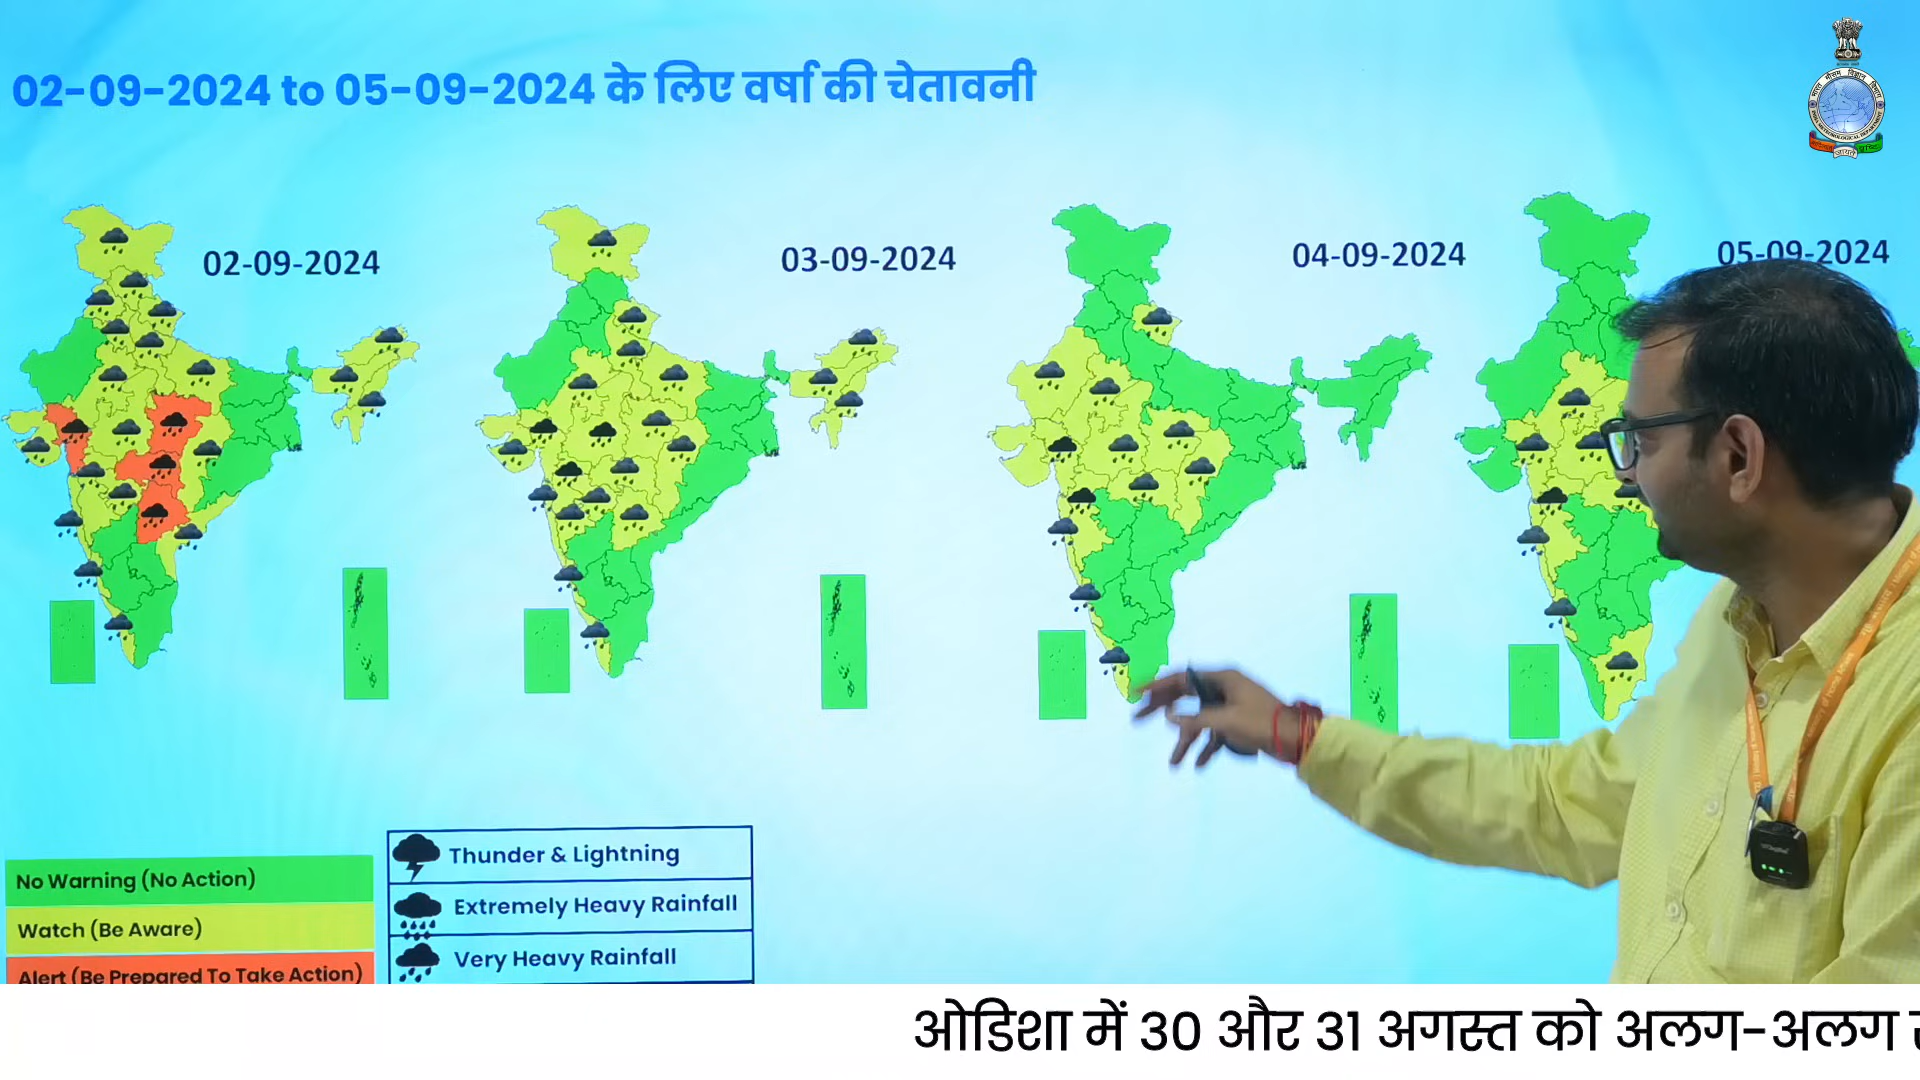 02-09-2024 to 05-09-2024 के लिए वर्षा की चेतावनी
02-09-2024
03-09-2024
04-09-2024
05-09-2024
No Warning (No Action)
Watch (Be Aware)
Alert (Be Prepared To Take Action)
Thunder & Lightning
Extremely Heavy Rainfall
Very Heavy Rainfall
ओडिशा में 30 और 31 अगस्त को अलग-अलग